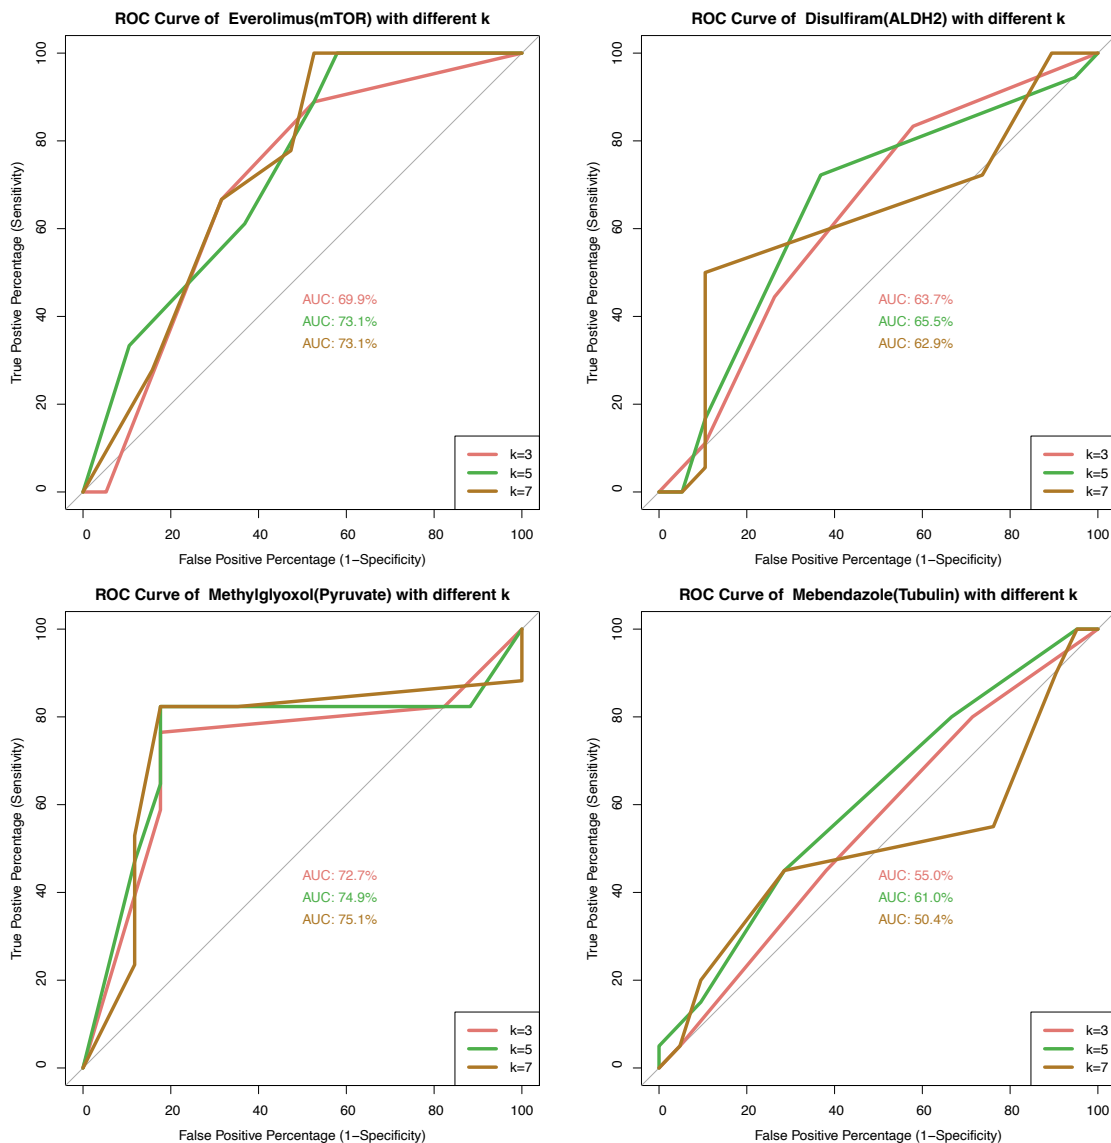 ROC Curve of  Everolimus(mTOR) with different k
True Postive Percentage (Sensitivity)
100
80
60
40
20
0
AUC: 69.9%
AUC: 73.1%
AUC: 73.1%
k=3
k=5
k=7
0 20 40 60 80 100
False Positive Percentage (1−Specificity)
ROC Curve of  Disulfiram(ALDH2) with different k
True Postive Percentage (Sensitivity)
100
80
60
40
20
0
AUC: 63.7%
AUC: 65.5%
AUC: 62.9%
k=3
k=5
k=7
0 20 40 60 80 100
False Positive Percentage (1−Specificity)
ROC Curve of  Methylglyoxol(Pyruvate) with different k
True Postive Percentage (Sensitivity)
100
80
60
40
20
0
AUC: 72.7%
AUC: 74.9%
AUC: 75.1%
k=3
k=5
k=7
0 20 40 60 80 100
False Positive Percentage (1−Specificity)
ROC Curve of  Mebendazole(Tubulin) with different k
True Postive Percentage (Sensitivity)
100
80
60
40
20
0
AUC: 55.0%
AUC: 61.0%
AUC: 50.4%
k=3
k=5
k=7
0 20 40 60 80 100
False Positive Percentage (1−Specificity)